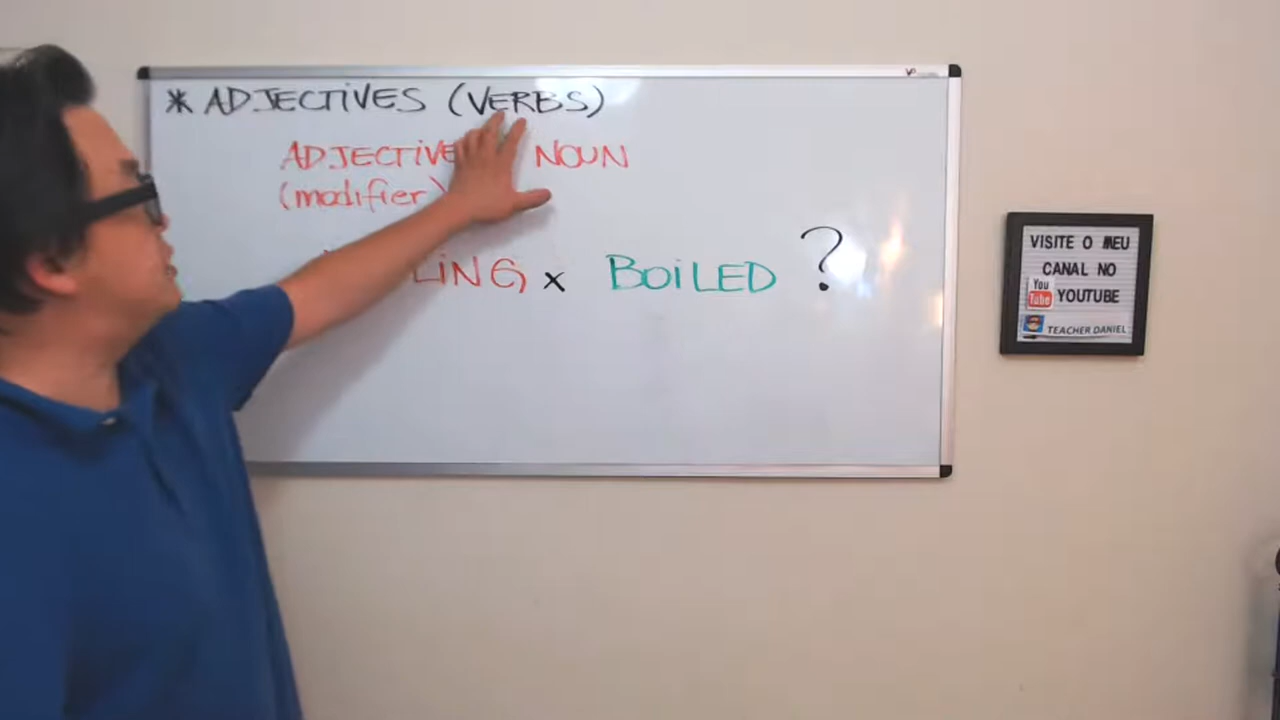 * ADJECTIVES (VERBS)
ADJECTIVE NOUN
(modifier)
LING x BOILED ?
VISITE O MEU
CANAL NO
You
Tube YOUTUBE
TEACHER DANIEL